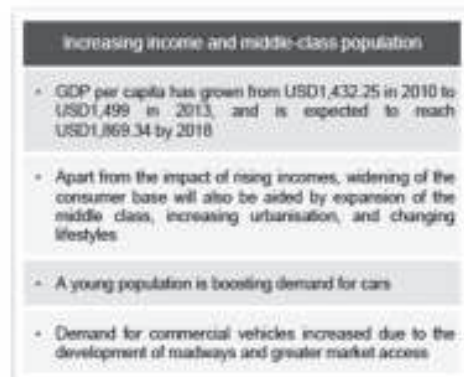 Increasing income and middle-class population
• GDP per capita has grown from USD1,432.25 in 2010 to
USD1,499 in 2013, and is expected to reach
USD1,869.34 by 2018
• Apart from the impact of rising incomes, widening of the
consumer base will also be aided by expansion of the
middle class, increasing urbanisation, and changing
lifestyles
• A young population is boosting demand for cars
• Demand for commercial vehicles increased due to the
development of roadways and greater market access